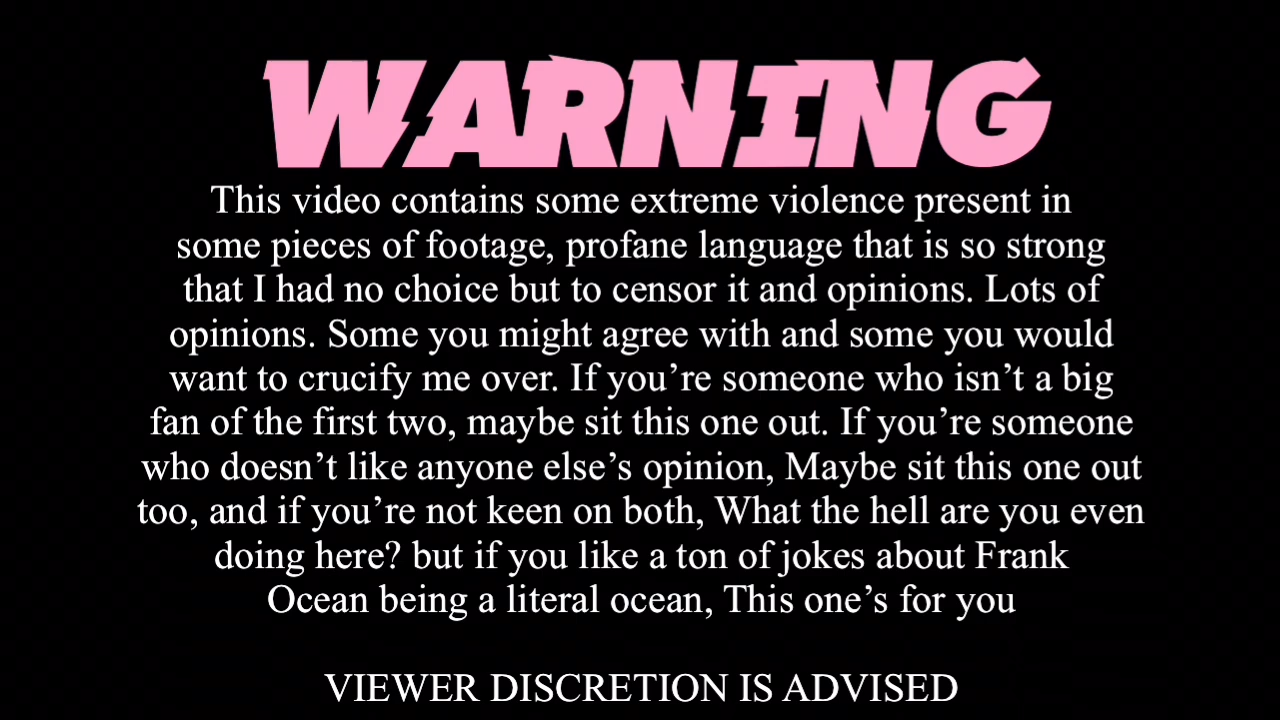 WARNING
This video contains some extreme violence present in
some pieces of footage, profane language that is so strong
that I had no choice but to censor it and opinions. Lots of
opinions. Some you might agree with and some you would
want to crucify me over. If you’re someone who isn’t a big
fan of the first two, maybe sit this one out. If you’re someone
who doesn’t like anyone else’s opinion, Maybe sit this one out
too, and if you’re not keen on both, What the hell are you even
doing here? but if you like a ton of jokes about Frank
Ocean being a literal ocean, This one’s for you
VIEWER DISCRETION IS ADVISED